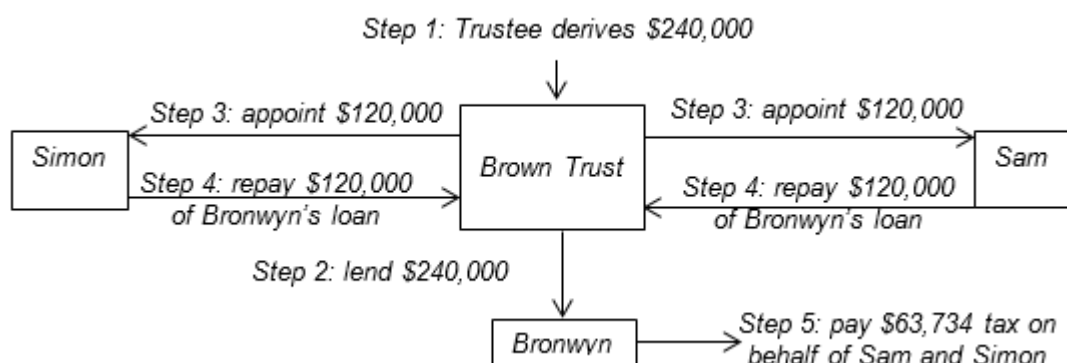 Step 1: Trustee derives $240,000
Step 3: appoint $120,000
Step 3: appoint $120,000
Simon
Brown Trust
Sam
Step 4: repay $120,000
of Bronwyn's loan
Step 4: repay $120,000
of Bronwyn's loan
Step 2: lend $240,000
Bronwyn
Step 5: pay $63,734 tax on
behalf of Sam and Simon